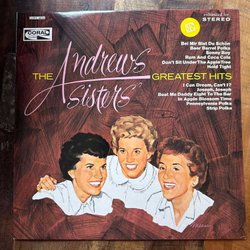 CORAL
STEREO
THE Andrews Sisters
GREATEST HITS
Bei Mir Bist Du Schön
Beer Barrel Polka
Sonny Boy
Rum And Coca Cola
Don't Sit Under The Apple Tree
Hold Tight
I Can Dream, Can't I?
Joseph, Joseph
Beat Me Daddy Eight To The Bar
In Apple Blossom Time
Pennsylvania Polka
Strip Polka